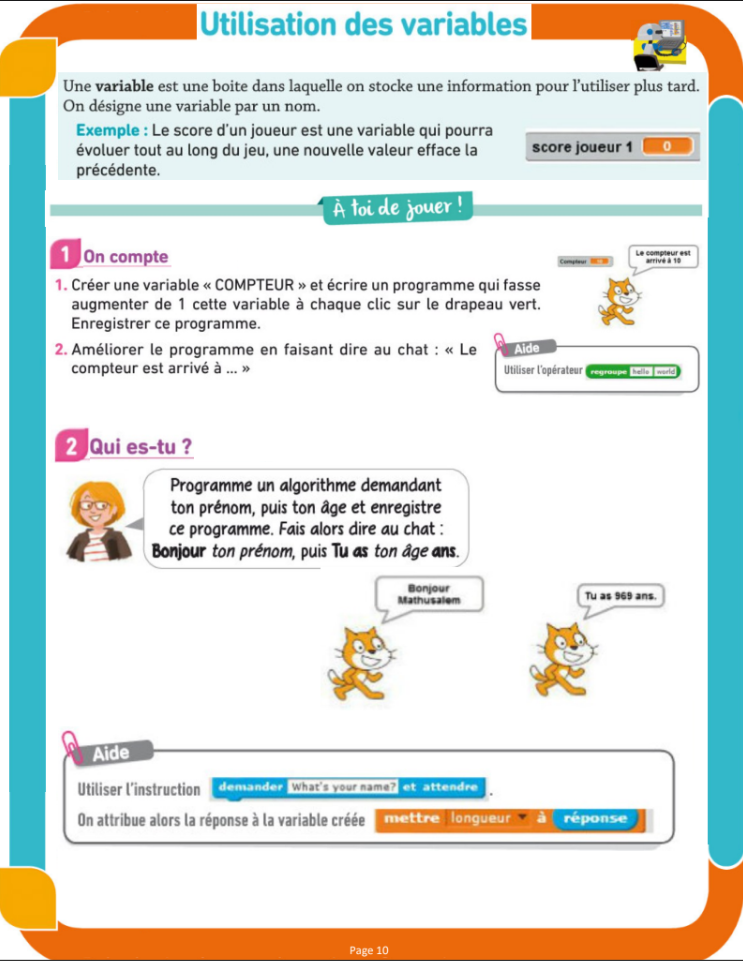 Utilisation des variables
Une variable est une boite dans laquelle on stocke une information pour l'utiliser plus tard.
On désigne une variable par un nom.
Exemple : Le score d'un joueur est une variable qui pourra
évoluer tout au long du jeu, une nouvelle valeur efface la
précédente.
score joueur 1 0
À toi de jouer !
1 On compte
1. Créer une variable « COMPTEUR » et écrire un programme qui fasse
augmenter de 1 cette variable à chaque clic sur le drapeau vert.
Enregistrer ce programme.
Compteur 10
Le compteur est
arrivé à 10
2. Améliorer le programme en faisant dire au chat : « Le
compteur est arrivé à ... »
Aide
Utiliser l'opérateur regroupe hello world
2 Qui es-tu ?
Programme un algorithme demandant
ton prénom, puis ton âge et enregistre
ce programme. Fais alors dire au chat :
Bonjour ton prénom, puis Tu as ton âge ans.
Bonjour
Mathusalem
Tu as 969 ans.
Aide
Utiliser l'instruction demander What's your name? et attendre .
On attribue alors la réponse à la variable créée mettre longueur à réponse
Page 10